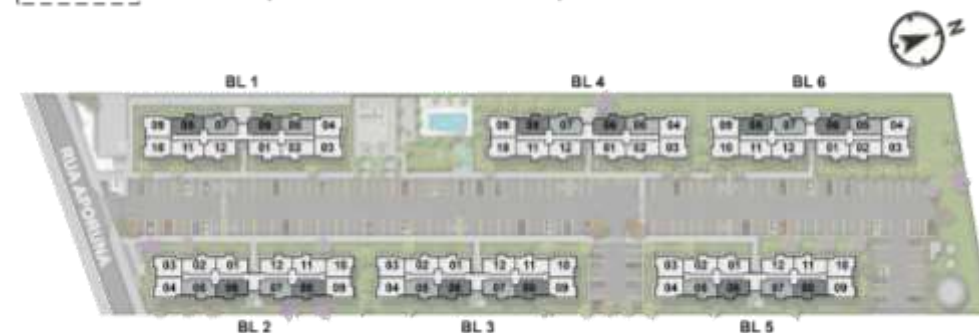 N
BL 1 BL 4 BL 6
09 08 07 06 05 04 09 08 07 06 05 04 09 08 07 06 05 04
10 11 12 01 02 03 10 11 12 01 02 03 10 11 12 01 02 03
RUA APORUNA
03 02 01 12 11 10 03 02 01 12 11 10 03 02 01 12 11 10
04 05 06 07 08 09 04 05 06 07 08 09 04 05 06 07 08 09
BL 2 BL 3 BL 5